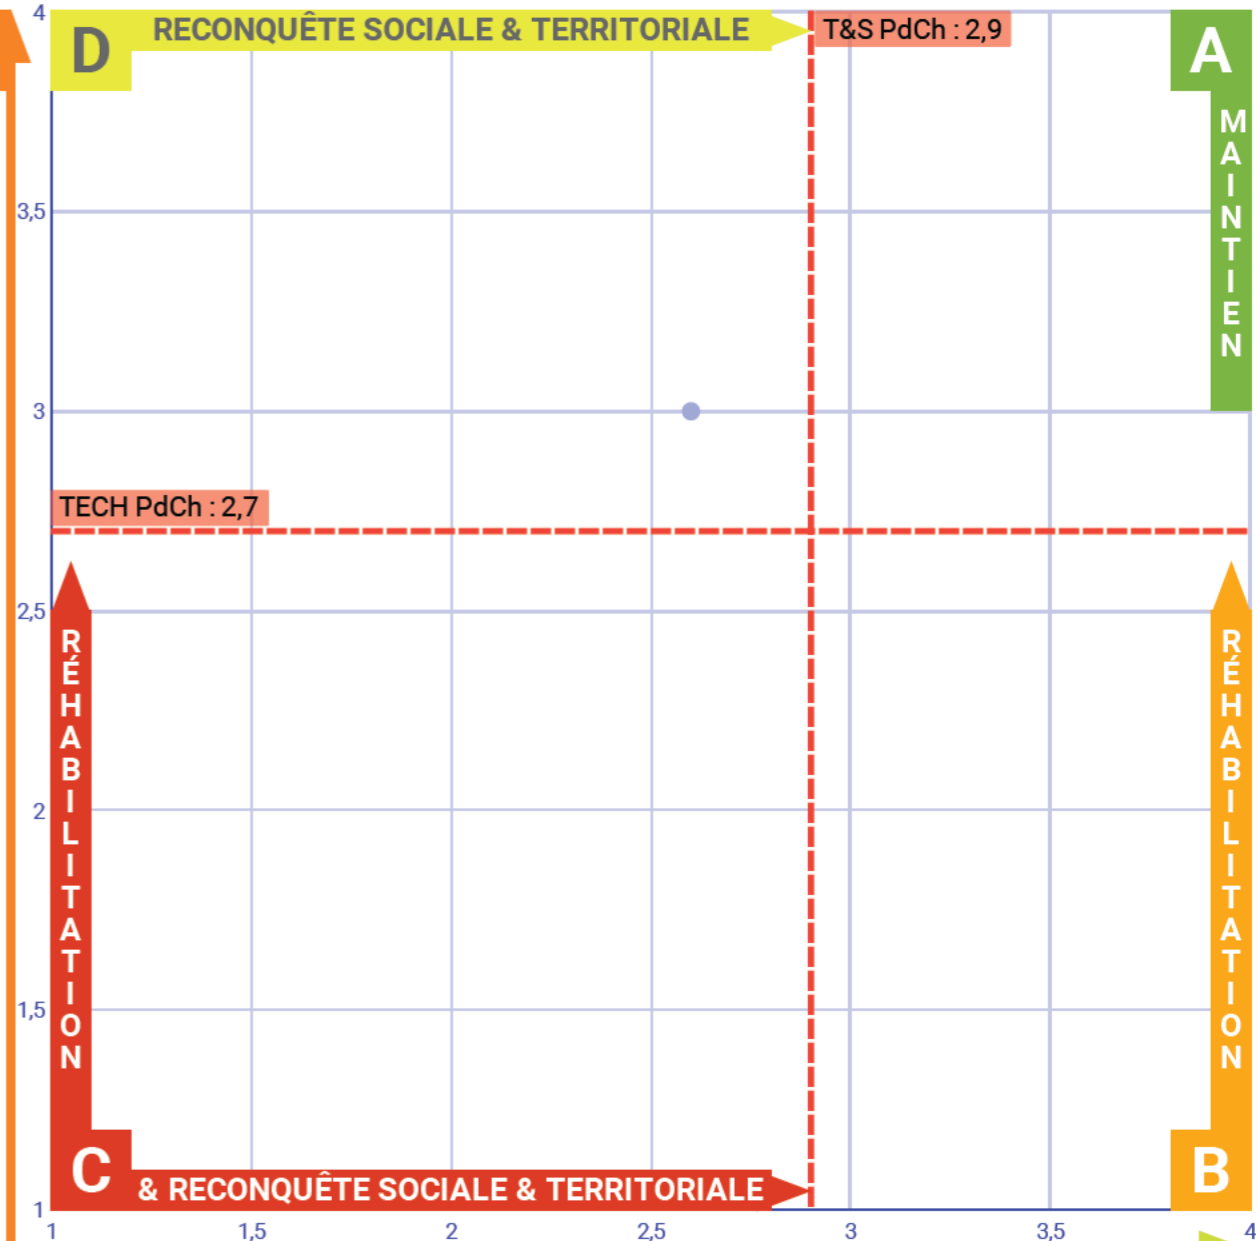 4
D
RECONQUÊTE SOCIALE & TERRITORIALE
T&S PdCh : 2,9
A
MAINTIEN
3,5
3
TECH PdCh : 2,7
2,5
RÉHABILITATION
RÉHABILITATION
2
1,5
C
& RECONQUÊTE SOCIALE & TERRITORIALE
B
1
1 1,5 2 2,5 3 3,5 4